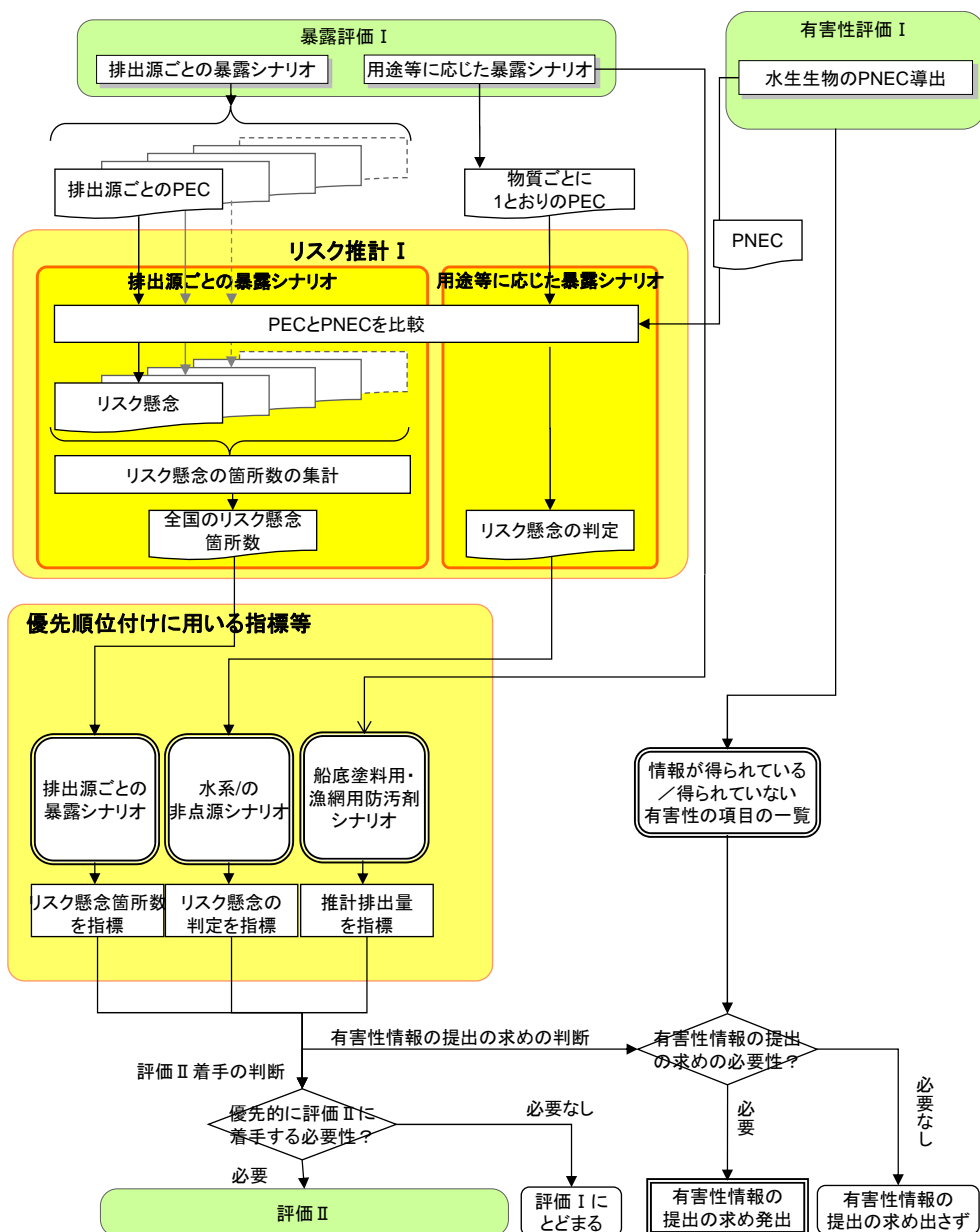 暴露評価Ⅰ
排出源ごとの暴露シナリオ
用途等に応じた暴露シナリオ
有害性評価Ⅰ
水生生物のPNEC導出
排出源ごとのPEC
物質ごとに
1とおりのPEC
PNEC
リスク推計Ⅰ
排出源ごとの暴露シナリオ
用途等に応じた暴露シナリオ
PECとPNECを比較
リスク懸念
リスク懸念の箇所数の集計
全国のリスク懸念
箇所数
リスク懸念の判定
優先順位付けに用いる指標等
排出源ごとの
暴露シナリオ
水系/の
非点源シナリオ
船底塗料用・
漁網用防汚剤
シナリオ
情報が得られている
／得られていない
有害性の項目の一覧
リスク懸念箇所数
を指標
リスク懸念の
判定を指標
推計排出量
を指標
有害性情報の提出の求めの判断
有害性情報の提出
の求めの必要性？
評価Ⅱ着手の判断
優先的に評価Ⅱに
着手する必要性？
必要なし
必要
必要なし
必要
評価Ⅱ
評価Ⅰに
とどまる
有害性情報の
提出の求め発出
有害性情報の
提出の求め出さず